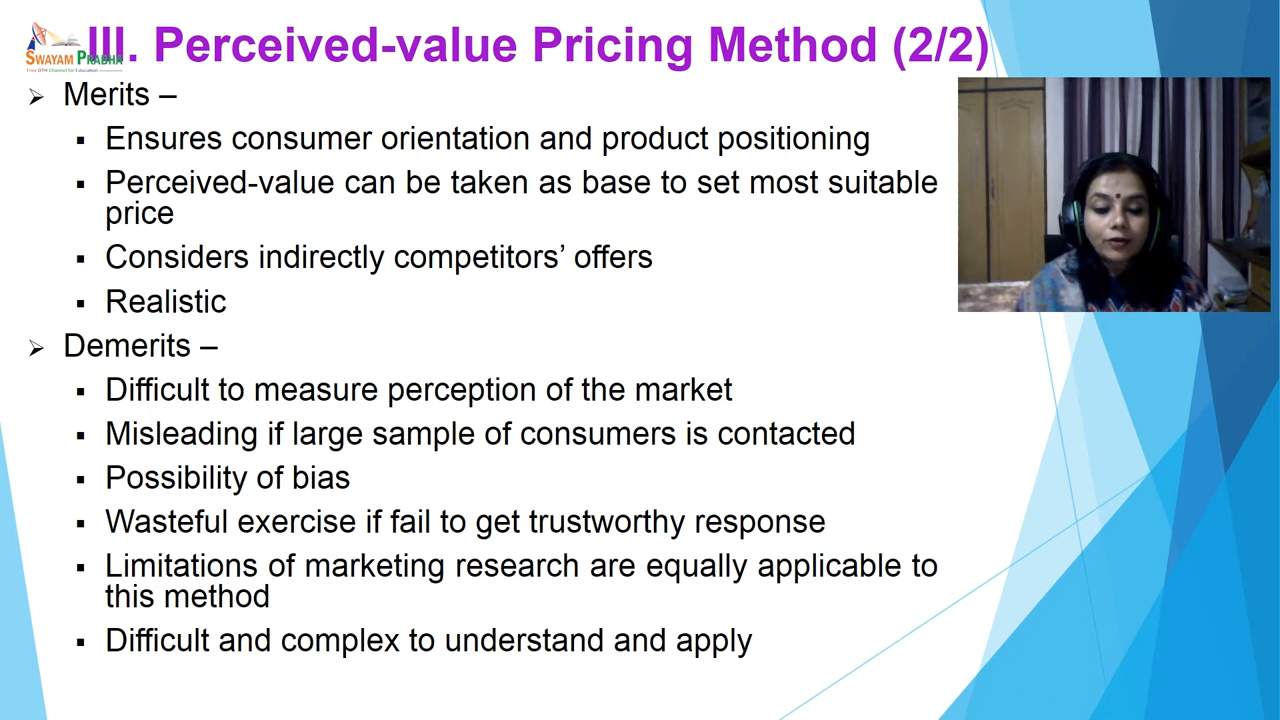 III. Perceived-value Pricing Method (2/2)
SWAYAM PRABHA
Free DTH Channel for Education
Merits –
Ensures consumer orientation and product positioning
Perceived-value can be taken as base to set most suitable
price
Considers indirectly competitors’ offers
Realistic
Demerits –
Difficult to measure perception of the market
Misleading if large sample of consumers is contacted
Possibility of bias
Wasteful exercise if fail to get trustworthy response
Limitations of marketing research are equally applicable to
this method
Difficult and complex to understand and apply